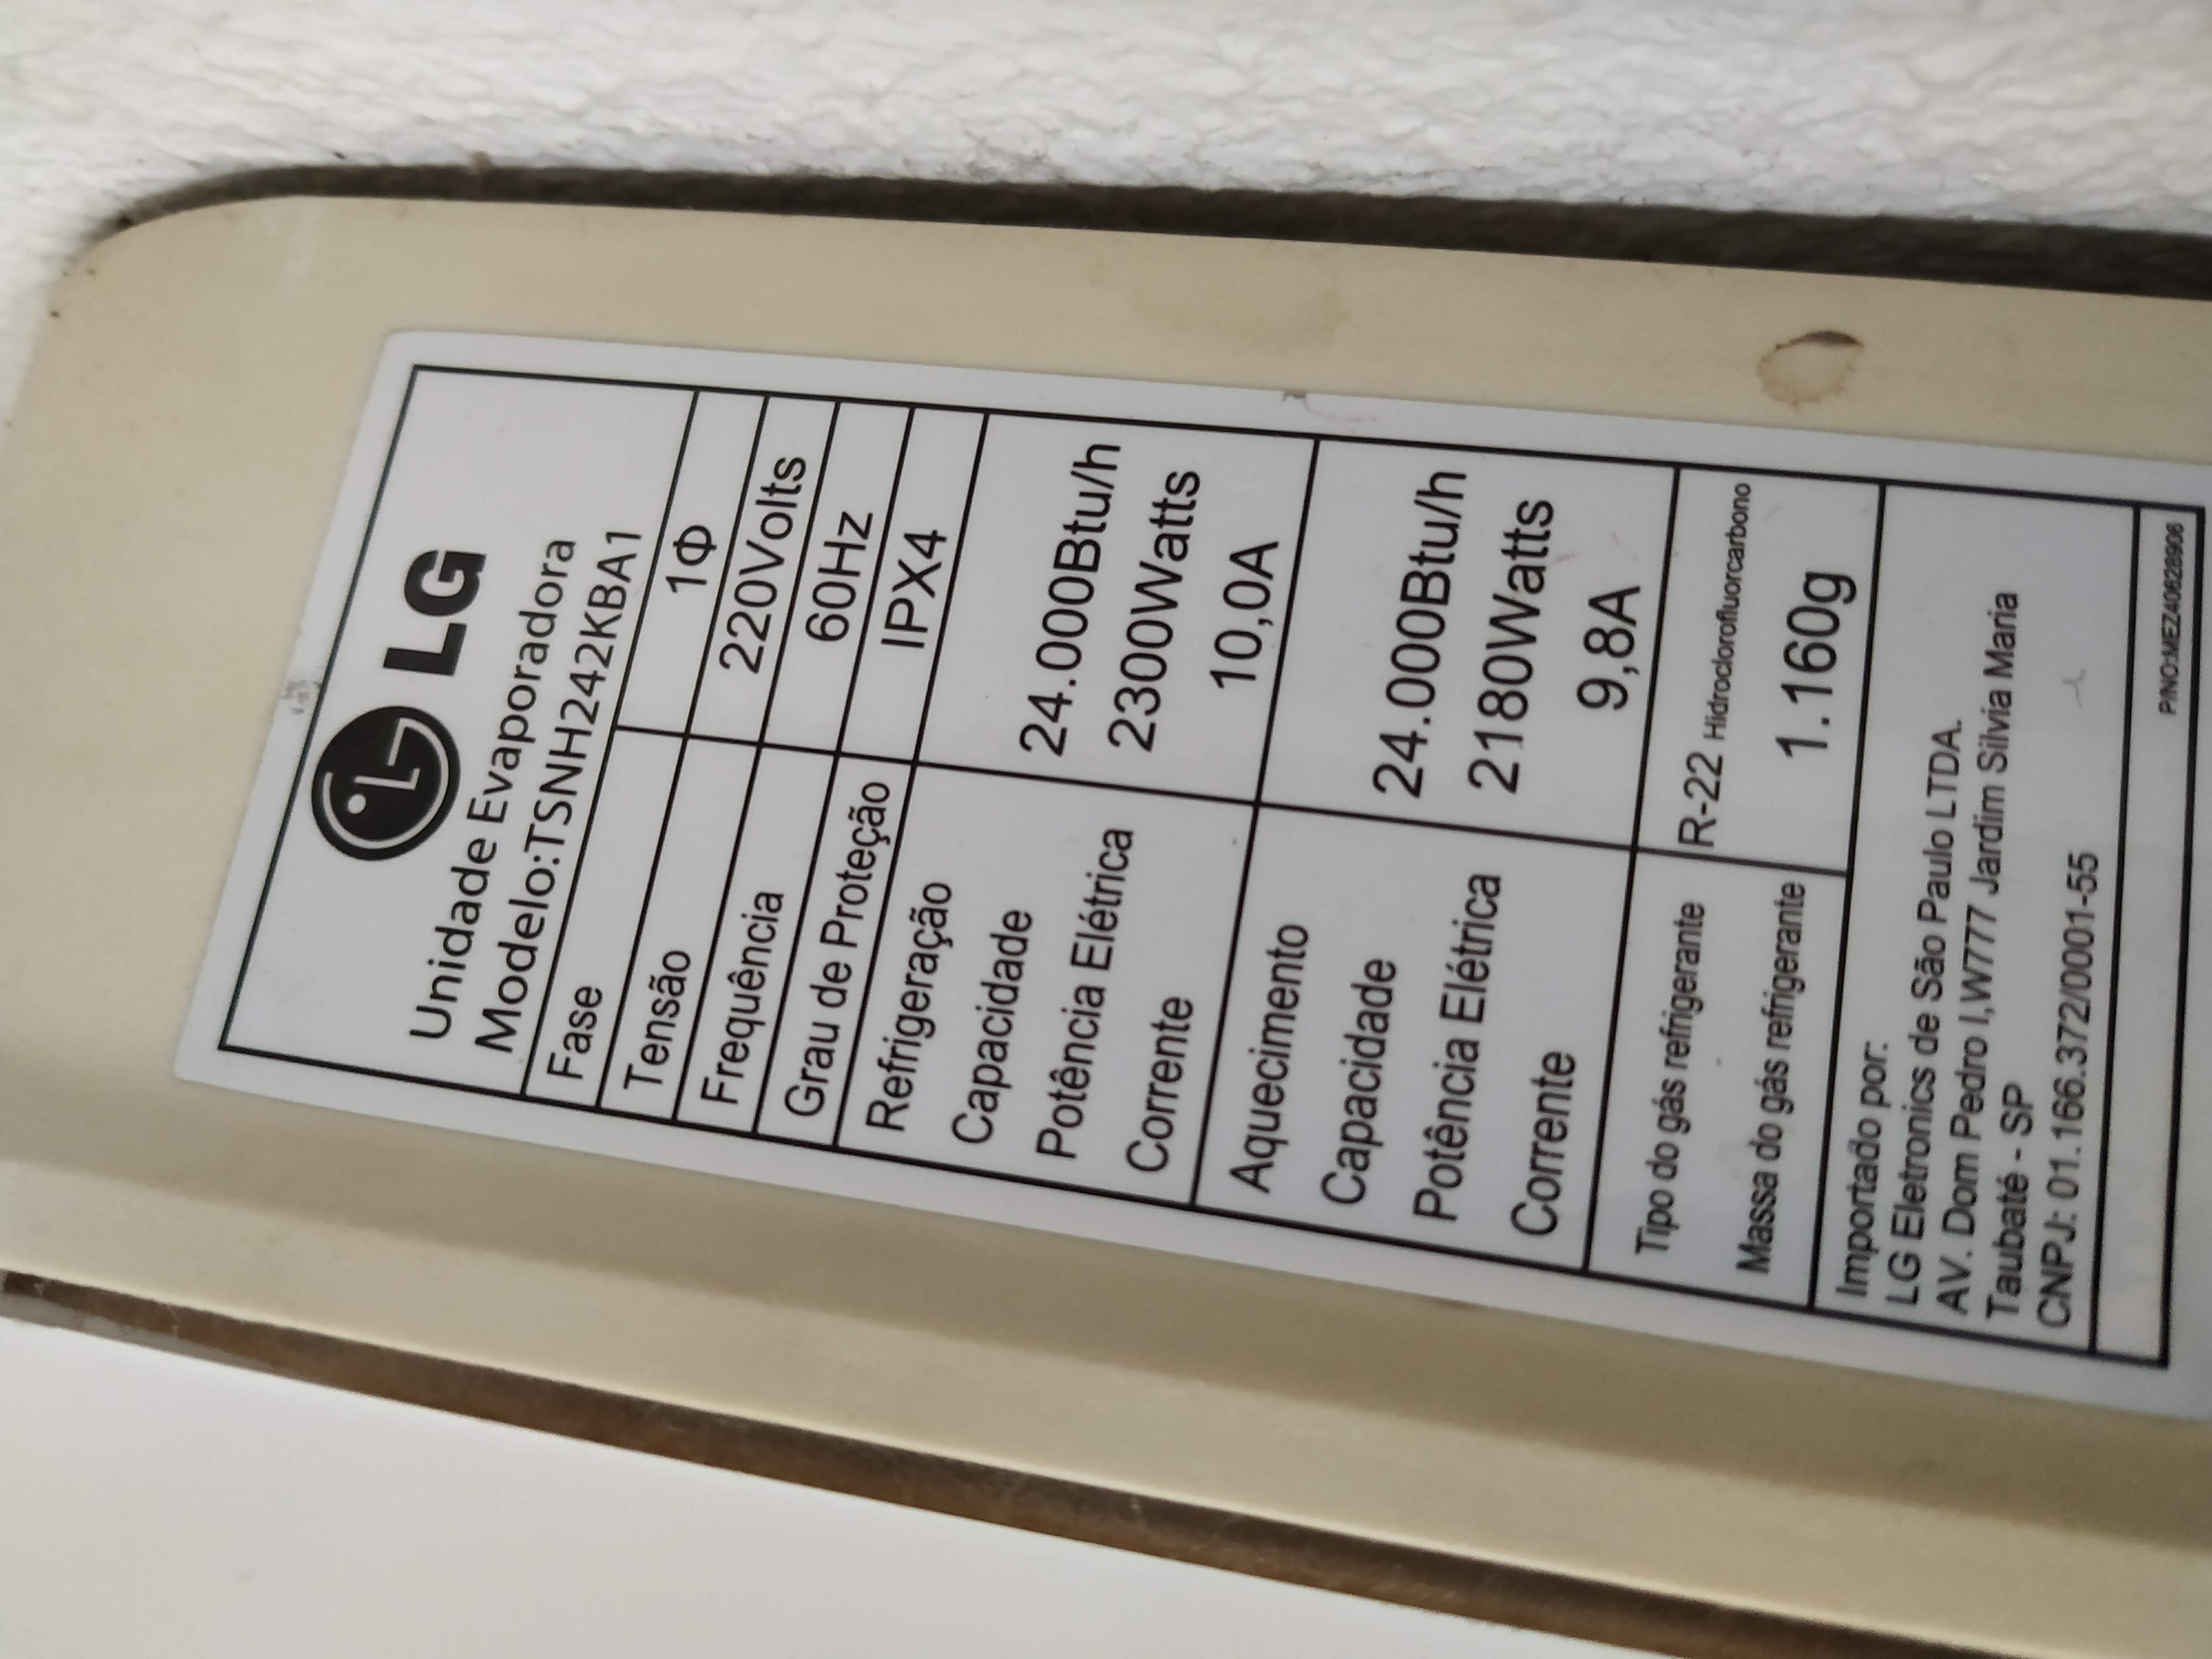 LG
Unidade Evaporadora
Modelo:TSNH242KBA1
Fase 1Φ
Tensão 220Volts
Frequência 60Hz
Grau de Proteção IPX4
Refrigeração
Capacidade 24.000Btu/h
Potência Elétrica 2300Watts
Corrente 10,0A
Aquecimento
Capacidade 24.000Btu/h
Potência Elétrica 2180Watts
Corrente 9,8A
Tipo do gás refrigerante R-22 Hidroclorofluorcarbono
Massa do gás refrigerante 1.160g
Importado por:
LG Eletronics de São Paulo LTDA.
AV. Dom Pedro I,W777 Jardim Silvia Maria
Taubaté - SP
CNPJ: 01.166.372/0001-55
P/NO:MEZ40628906